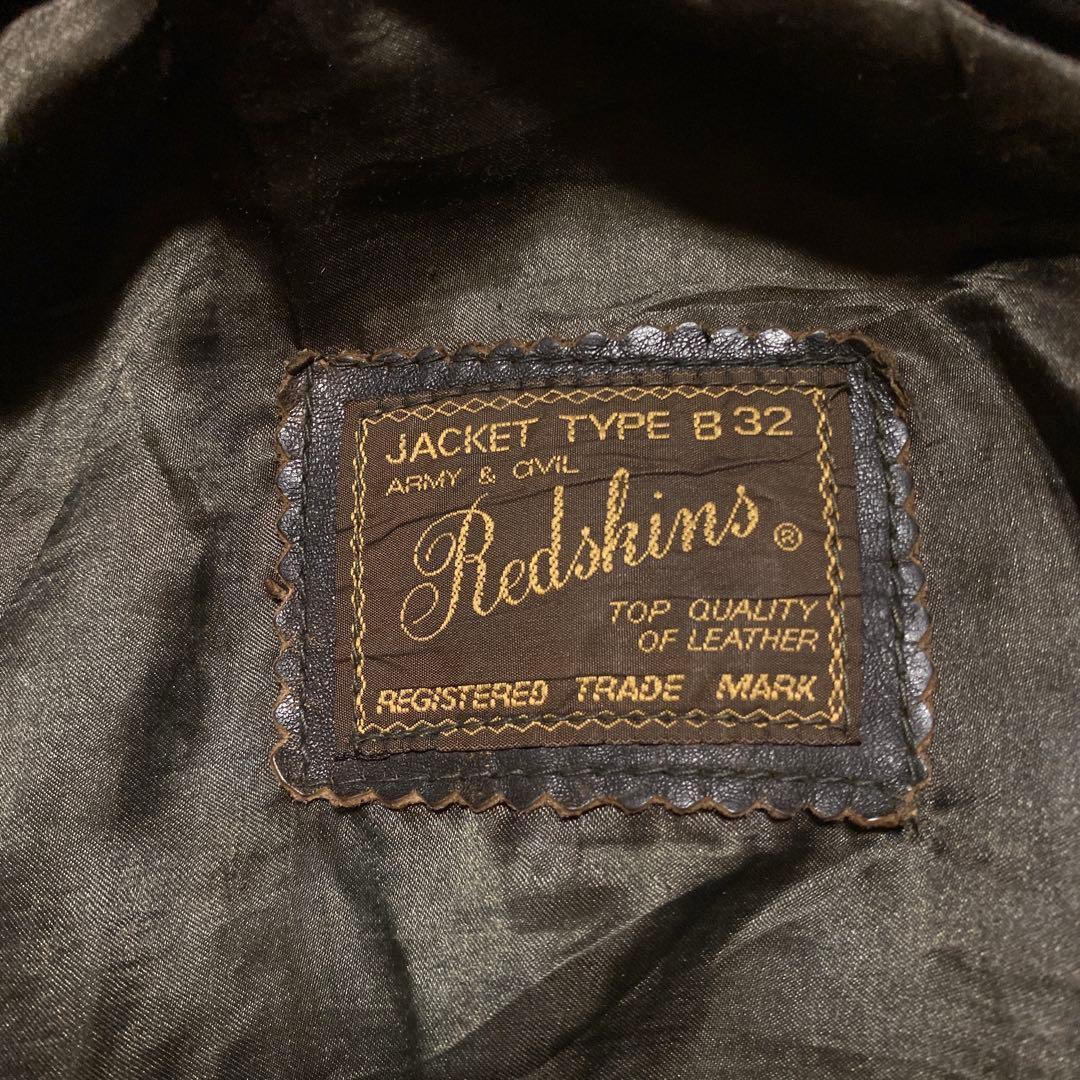 JACKET TYPE B 32
ARMY & CIVIL
Redskins ®
TOP QUALITY
OF LEATHER
REGISTERED TRADE MARK